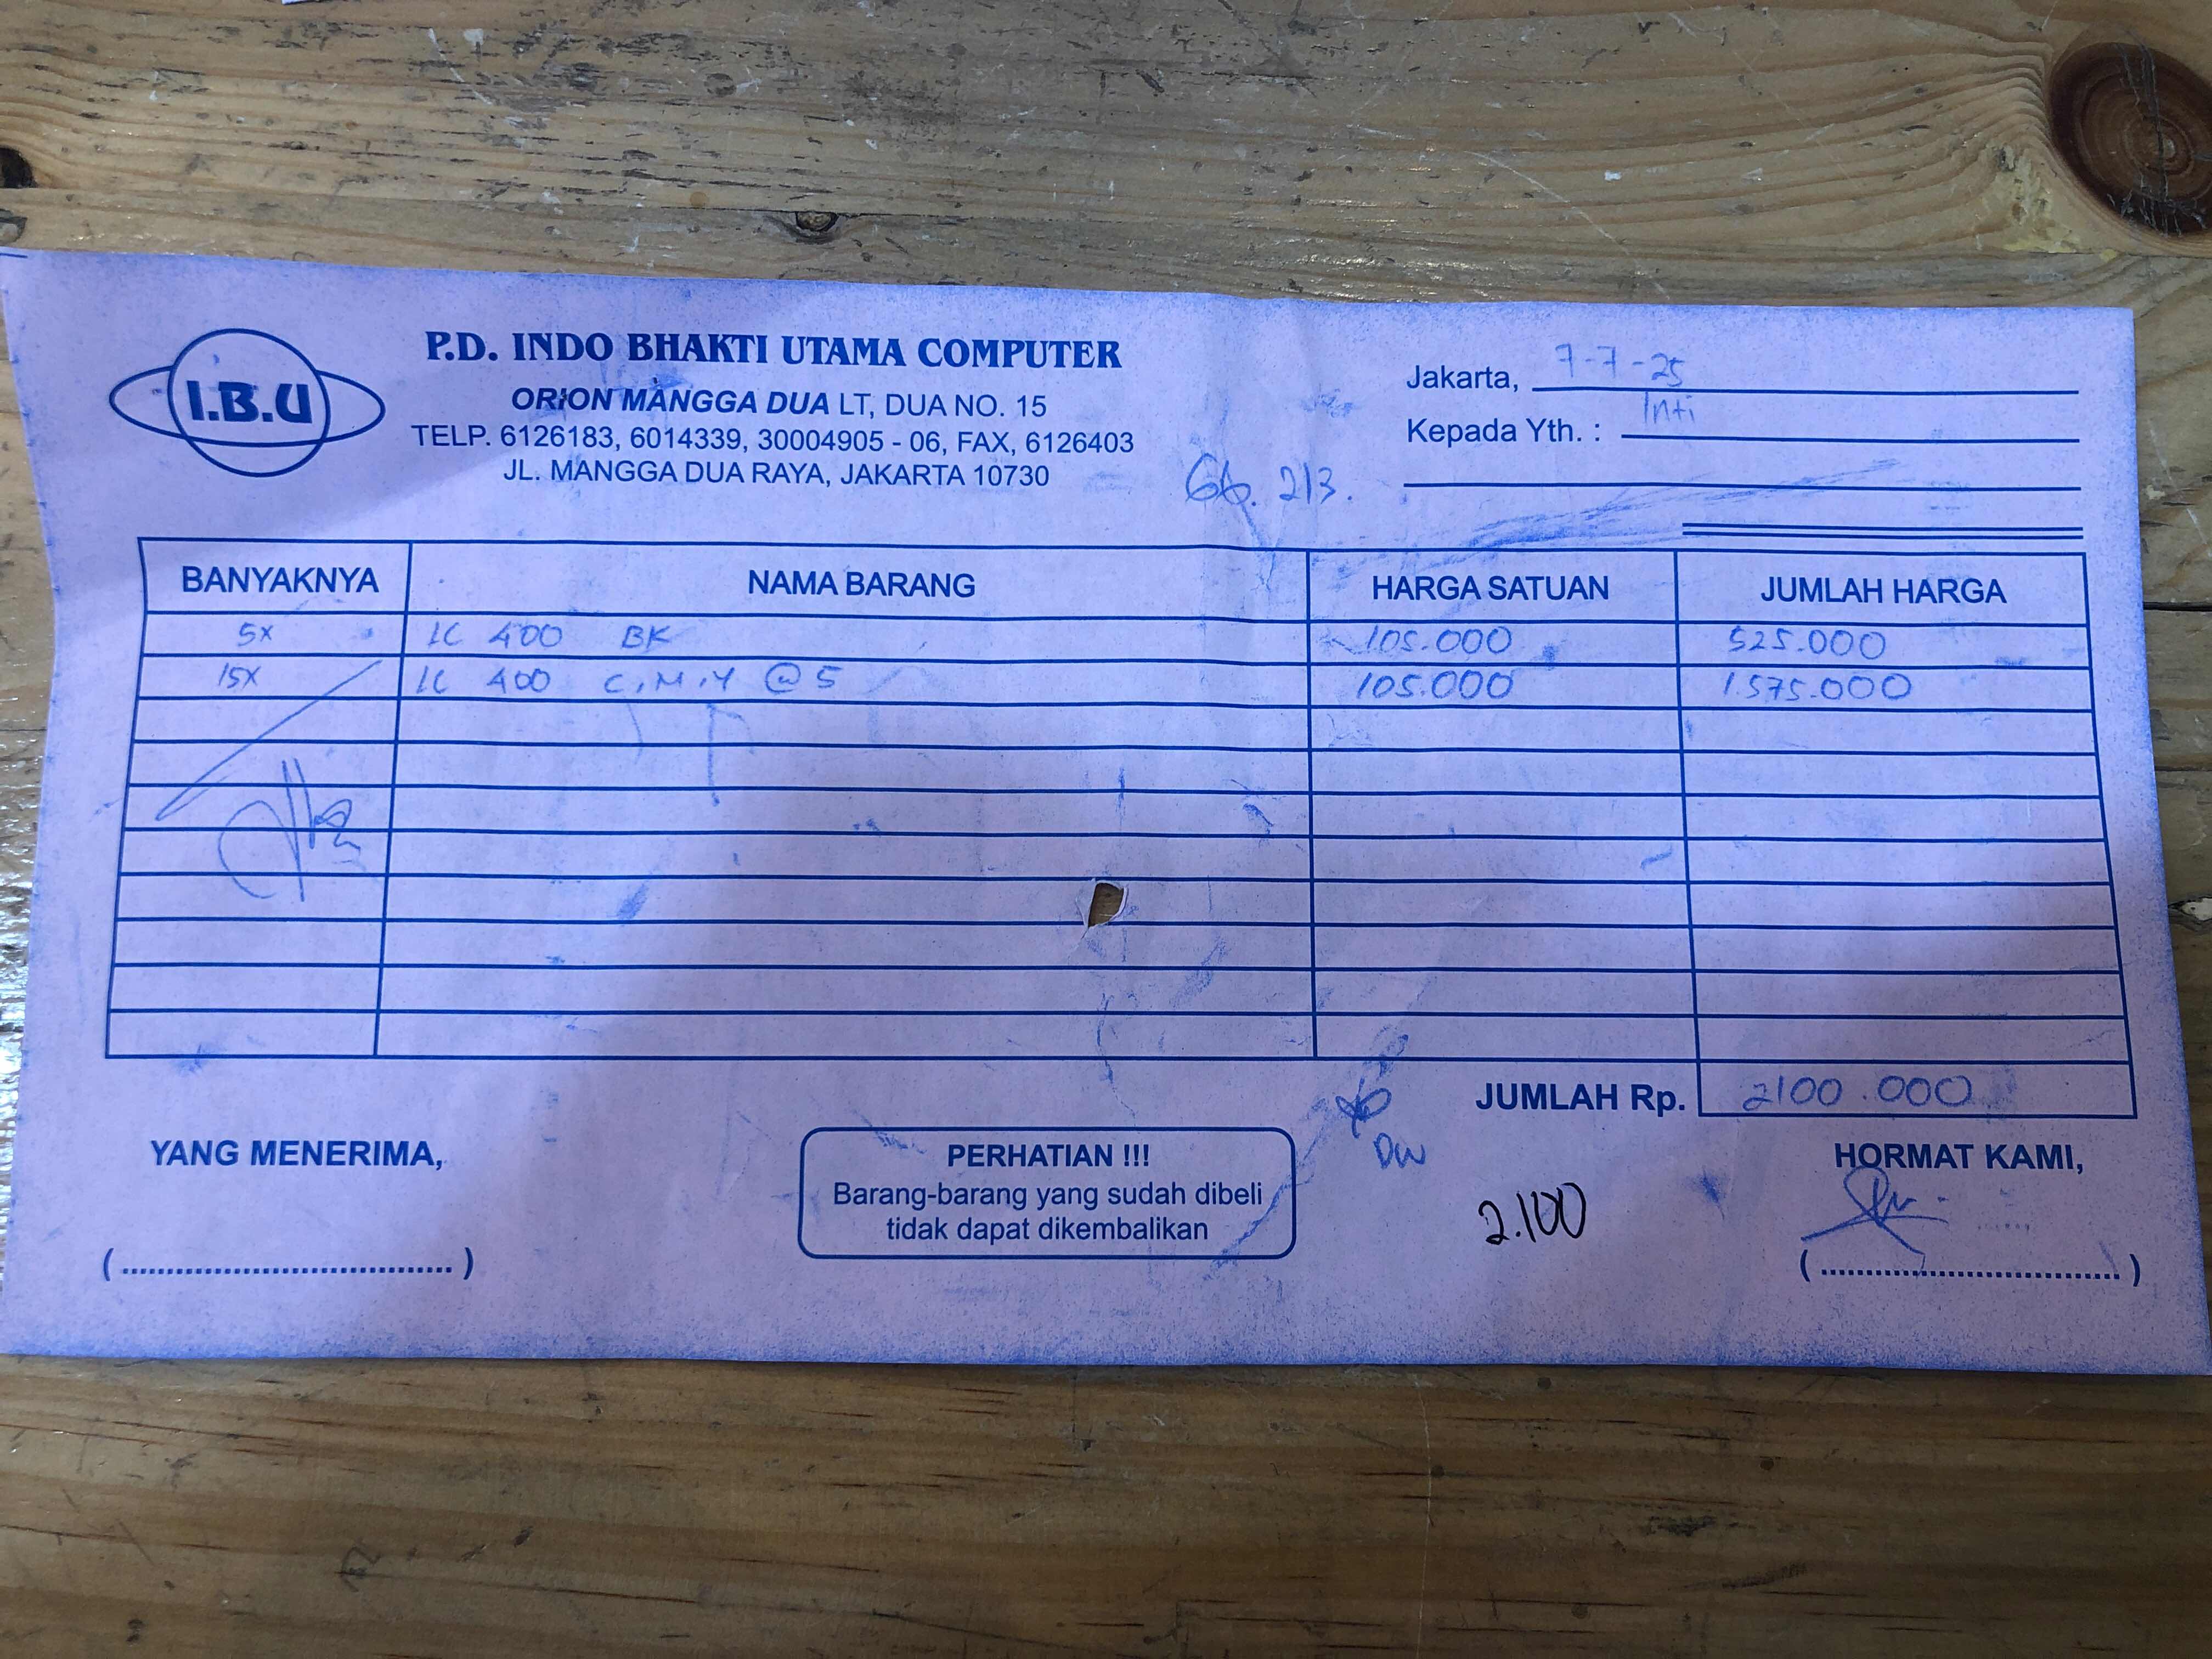 I.B.U
P.D. INDO BHAKTI UTAMA COMPUTER
ORION MANGGA DUA LT, DUA NO. 15
TELP. 6126183, 6014339, 30004905 - 06, FAX, 6126403
JL. MANGGA DUA RAYA, JAKARTA 10730
Jakarta, 7-7-25
Kepada Yth. : Inti
213.
BANYAKNYA NAMA BARANG HARGA SATUAN JUMLAH HARGA
5x LC 400 BK 105.000 525.000
15x LC 400 C,M,Y @ 5 105.000 1.575.000
JUMLAH Rp. 2100.000
YANG MENERIMA,
PERHATIAN !!!
Barang-barang yang sudah dibeli
tidak dapat dikembalikan
DW
2.100
HORMAT KAMI,
(....................................)
(....................................)